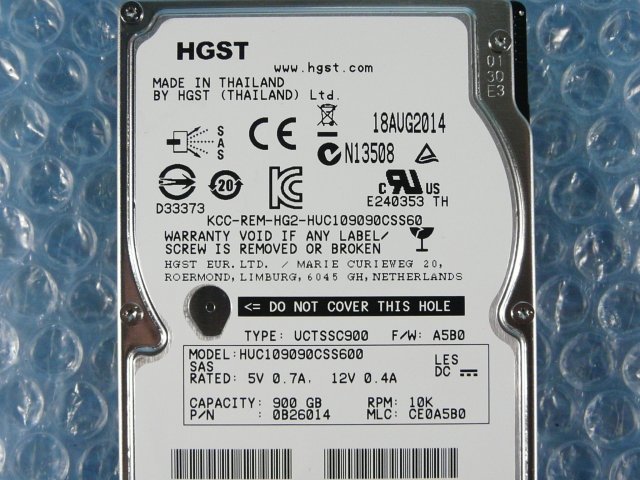 HGST
www.hgst.com
01
30
E3
MADE IN THAILAND
BY HGST (THAILAND) Ltd.
18AUG2014
SAS
CE
N13508
20
D33373
c RU US
E240353 TH
KCC-REM-HG2-HUC109090CSS60
WARRANTY VOID IF ANY LABEL/
SCREW IS REMOVED OR BROKEN
HGST EUR.LTD. / MARIE CURIEWEG 20,
ROERMOND, LIMBURG, 6045 GH, NETHERLANDS
<= DO NOT COVER THIS HOLE
TYPE: UCTSSC900 F/W: A5B0
MODEL: HUC109090CSS600
SAS
LES
RATED: 5V 0.7A, 12V 0.4A
DC
CAPACITY: 900 GB RPM: 10K
P/N : 0B26014 MLC: CE0A5B0